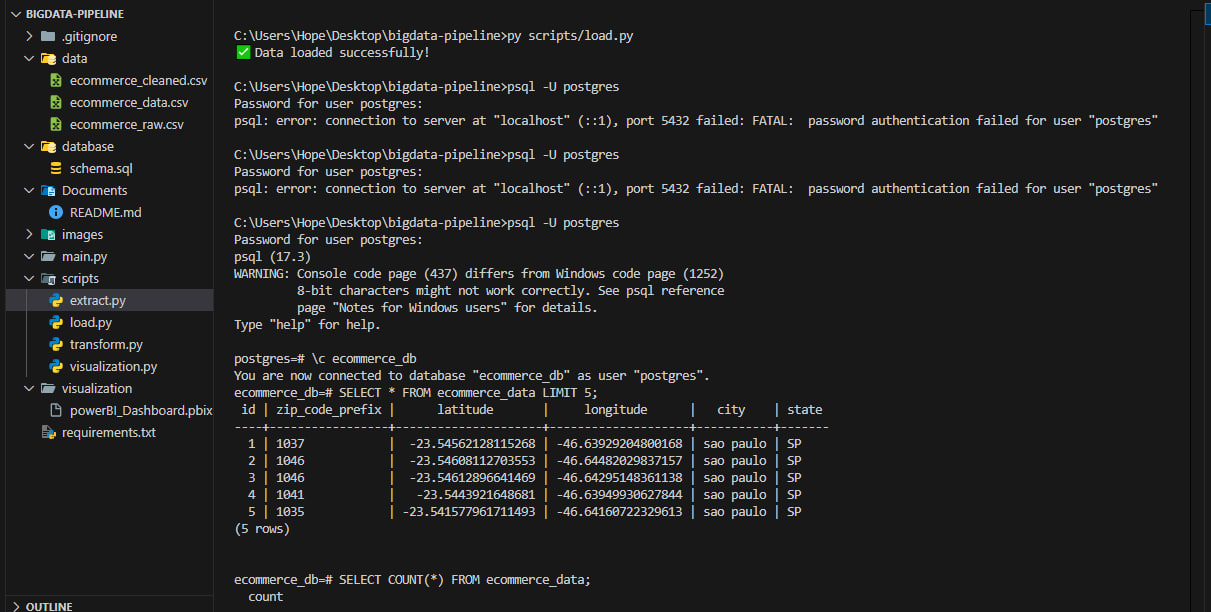 BIGDATA-PIPELINE
.gitignore
data
ecommerce_cleaned.csv
ecommerce_data.csv
ecommerce_raw.csv
database
schema.sql
Documents
README.md
images
main.py
scripts
extract.py
load.py
transform.py
visualization.py
visualization
powerBI_Dashboard.pbix
requirements.txt
OUTLINE
C:\Users\Hope\Desktop\bigdata-pipeline>py scripts/load.py
✅ Data loaded successfully!
C:\Users\Hope\Desktop\bigdata-pipeline>psql -U postgres
Password for user postgres:
psql: error: connection to server at "localhost" (::1), port 5432 failed: FATAL:  password authentication failed for user "postgres"
C:\Users\Hope\Desktop\bigdata-pipeline>psql -U postgres
Password for user postgres:
psql: error: connection to server at "localhost" (::1), port 5432 failed: FATAL:  password authentication failed for user "postgres"
C:\Users\Hope\Desktop\bigdata-pipeline>psql -U postgres
Password for user postgres:
psql (17.3)
WARNING: Console code page (437) differs from Windows code page (1252)
         8-bit characters might not work correctly. See psql reference
         page "Notes for Windows users" for details.
Type "help" for help.
postgres=# \c ecommerce_db
You are now connected to database "ecommerce_db" as user "postgres".
ecommerce_db=# SELECT * FROM ecommerce_data LIMIT 5;
 id | zip_code_prefix |      latitude       |     longitude      |   city    | state
----+-----------------+---------------------+--------------------+-----------+-------
  1 | 1037            |  -23.54562128115268 | -46.63929204800168 | sao paulo | SP
  2 | 1046            |  -23.54608112703553 | -46.64482029837157 | sao paulo | SP
  3 | 1046            |  -23.54612896641469 | -46.64295148361138 | sao paulo | SP
  4 | 1041            |   -23.5443921648681 | -46.63949930627844 | sao paulo | SP
  5 | 1035            | -23.541577961711493 | -46.64160722329613 | sao paulo | SP
(5 rows)
ecommerce_db=# SELECT COUNT(*) FROM ecommerce_data;
  count